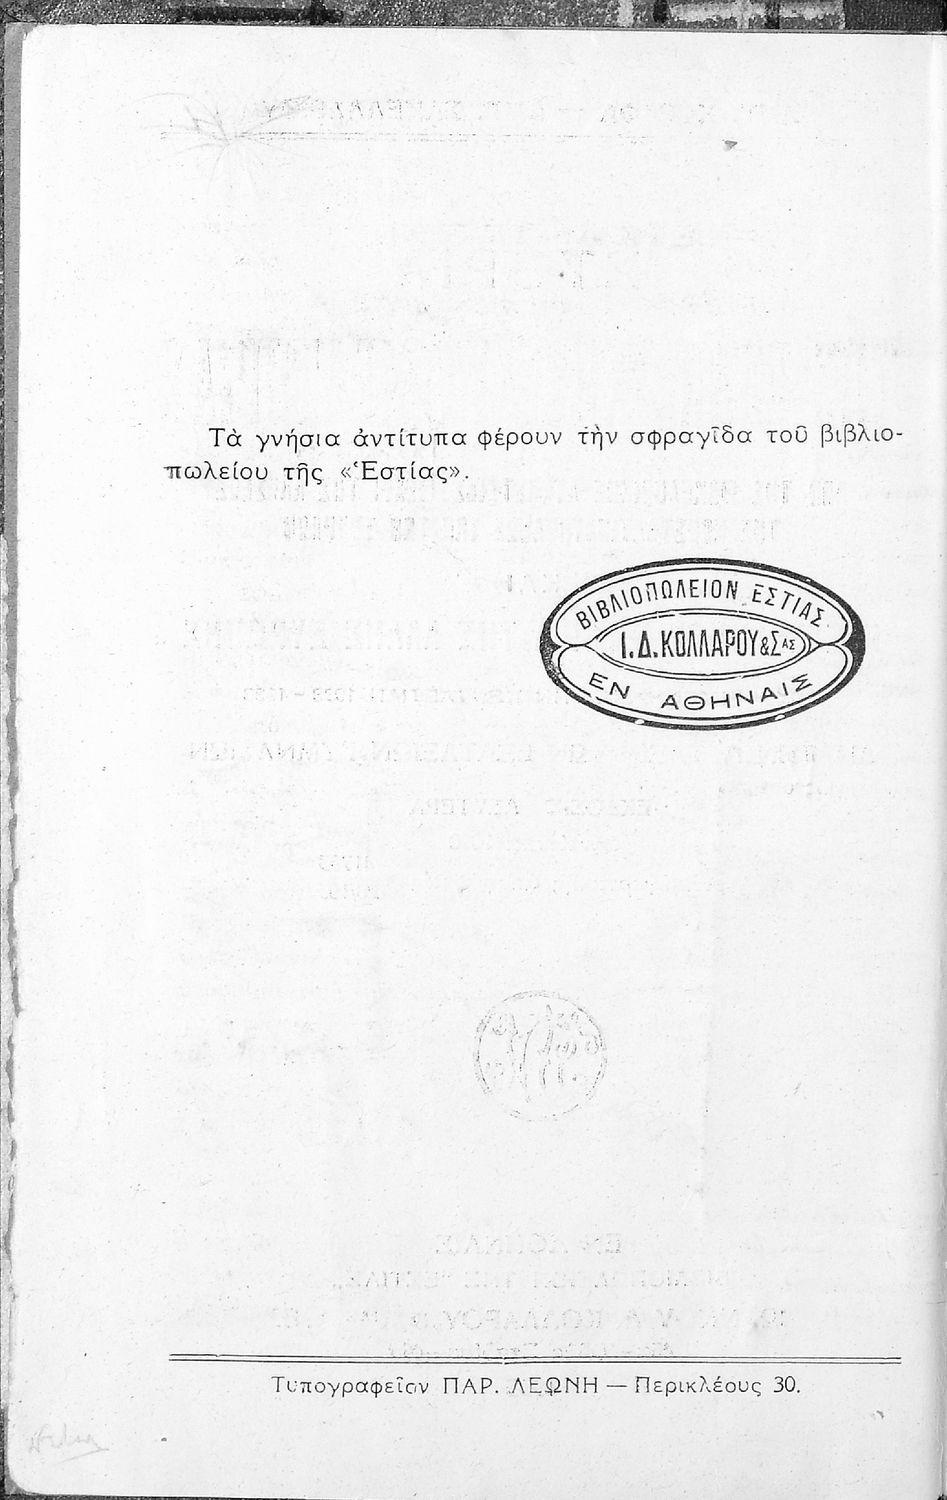 Τὰ γνήσια ἀντίτυπα φέρουν τὴν σφραγῖδα τοῦ βιβλιο-
πωλείου τῆς «Ἑστίας».
ΒΙΒΛΙΟΠΩΛΕΙΟΝ ΕΣΤΙΑΣ
Ι.Δ.ΚΟΛΛΑΡΟΥ&Σ ΑΣ
ΕΝ ΑΘΗΝΑΙΣ
Τυπογραφεῖον ΠΑΡ. ΛΕΩΝΗ — Περικλέους 30.